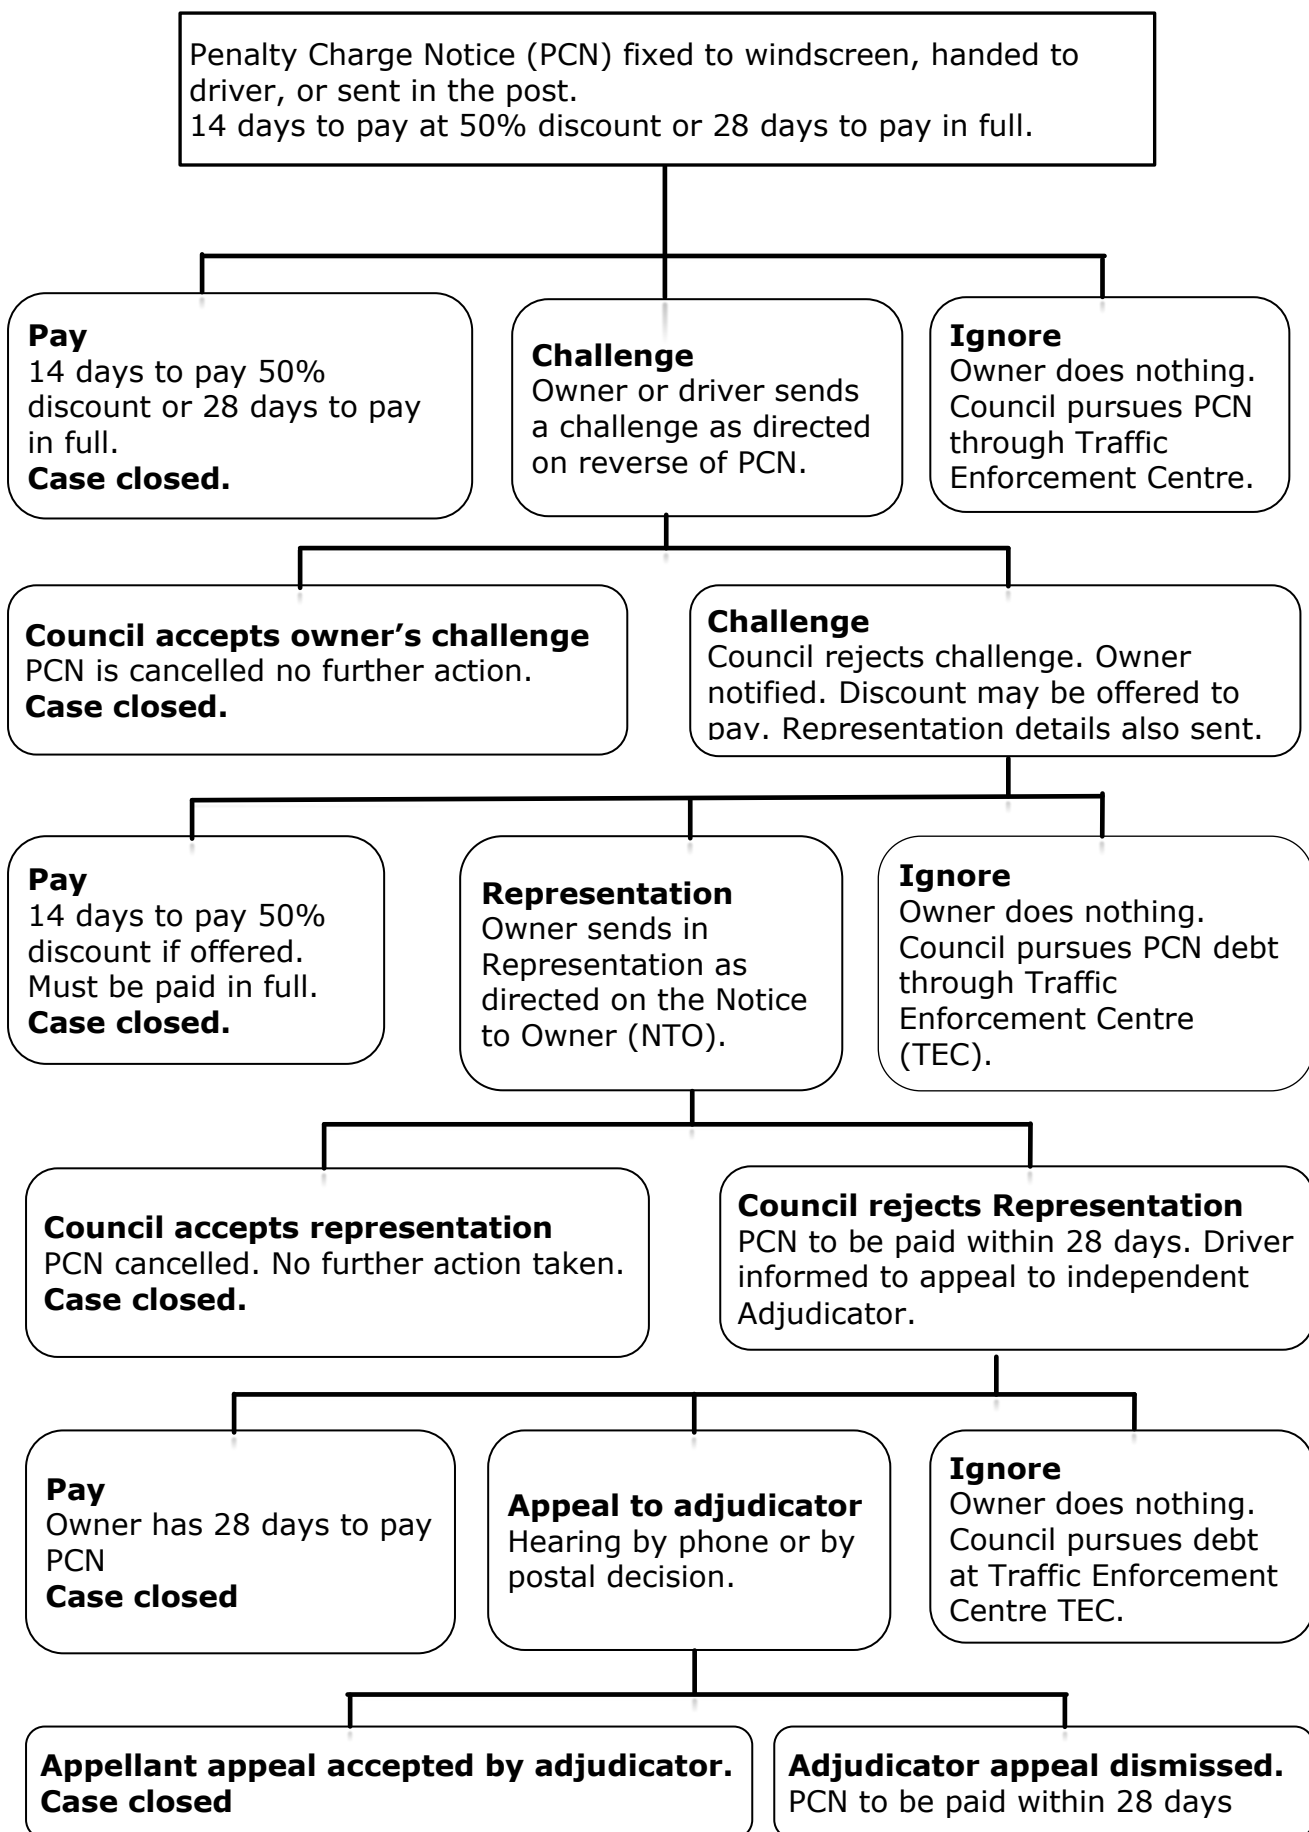 Penalty Charge Notice (PCN) fixed to windscreen, handed to
driver, or sent in the post.
14 days to pay at 50% discount or 28 days to pay in full.
Pay
14 days to pay 50%
discount or 28 days to pay
in full.
Case closed.
Challenge
Owner or driver sends
a challenge as directed
on reverse of PCN.
Ignore
Owner does nothing.
Council pursues PCN
through Traffic
Enforcement Centre.
Council accepts owner’s challenge
PCN is cancelled no further action.
Case closed.
Challenge
Council rejects challenge. Owner
notified. Discount may be offered to
pay. Representation details also sent.
Pay
14 days to pay 50%
discount if offered.
Must be paid in full.
Case closed.
Representation
Owner sends in
Representation as
directed on the Notice
to Owner (NTO).
Ignore
Owner does nothing.
Council pursues PCN debt
through Traffic
Enforcement Centre
(TEC).
Council accepts representation
PCN cancelled. No further action taken.
Case closed.
Council rejects Representation
PCN to be paid within 28 days. Driver
informed to appeal to independent
Adjudicator.
Pay
Owner has 28 days to pay
PCN
Case closed
Appeal to adjudicator
Hearing by phone or by
postal decision.
Ignore
Owner does nothing.
Council pursues debt
at Traffic Enforcement
Centre TEC.
Appellant appeal accepted by adjudicator.
Case closed
Adjudicator appeal dismissed.
PCN to be paid within 28 days